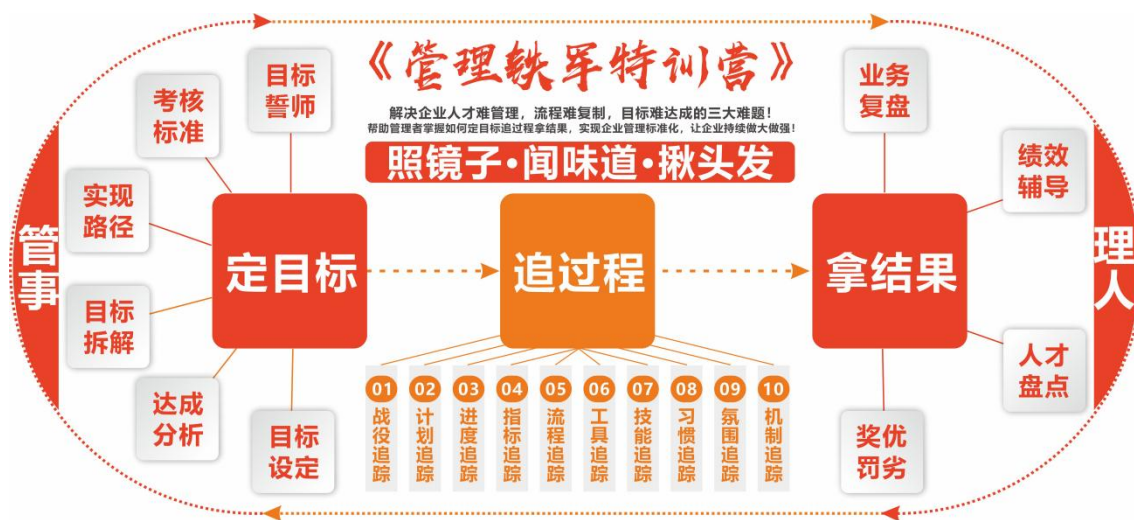 《管理铁军特训营》
解决企业人才难管理，流程难复制，目标难达成的三大难题！
帮助管理者掌握如何定目标追过程拿结果，实现企业管理标准化，让企业持续做大做强！
照镜子·闻味道·揪头发
管事
目标
誓师
考核
标准
实现
路径
目标
拆解
达成
分析
目标
设定
定目标
追过程
01
战役追踪
02
计划追踪
03
进度追踪
04
指标追踪
05
流程追踪
06
工具追踪
07
技能追踪
08
习惯追踪
09
氛围追踪
10
机制追踪
拿结果
业务
复盘
绩效
辅导
人才
盘点
奖优
罚劣
理人